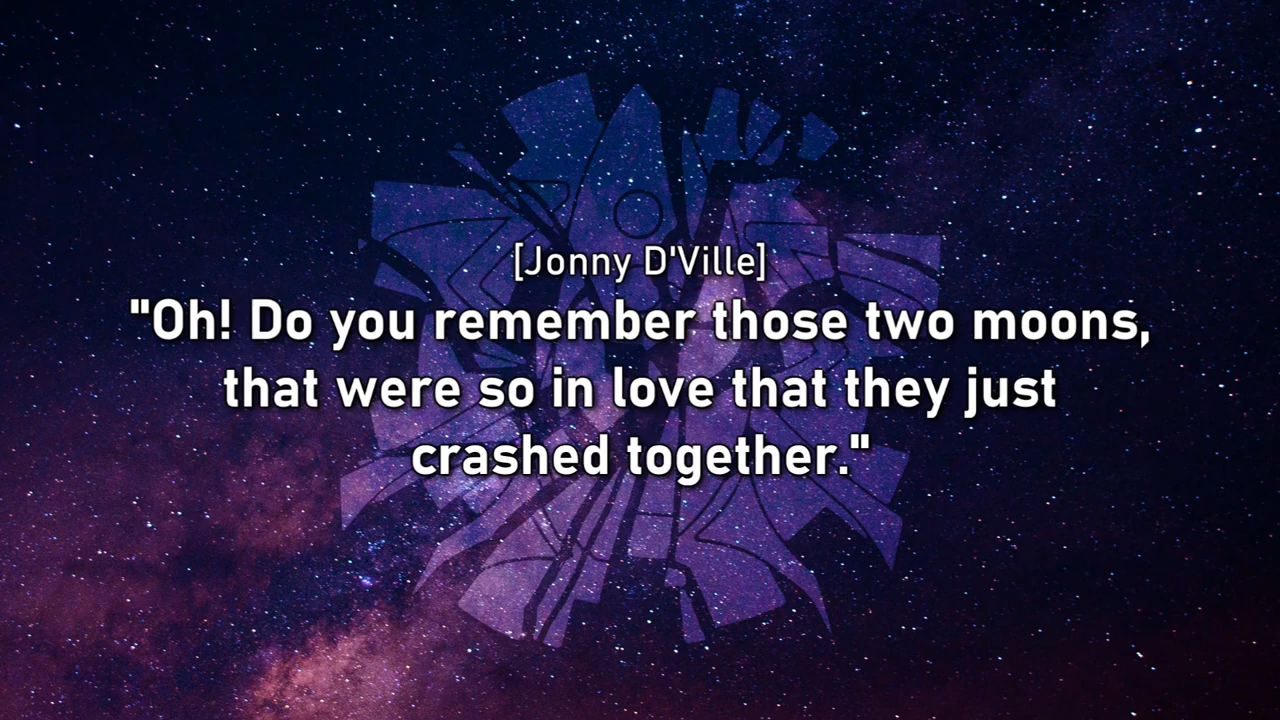 [Jonny D'Ville]
"Oh! Do you remember those two moons,
that were so in love that they just
crashed together."